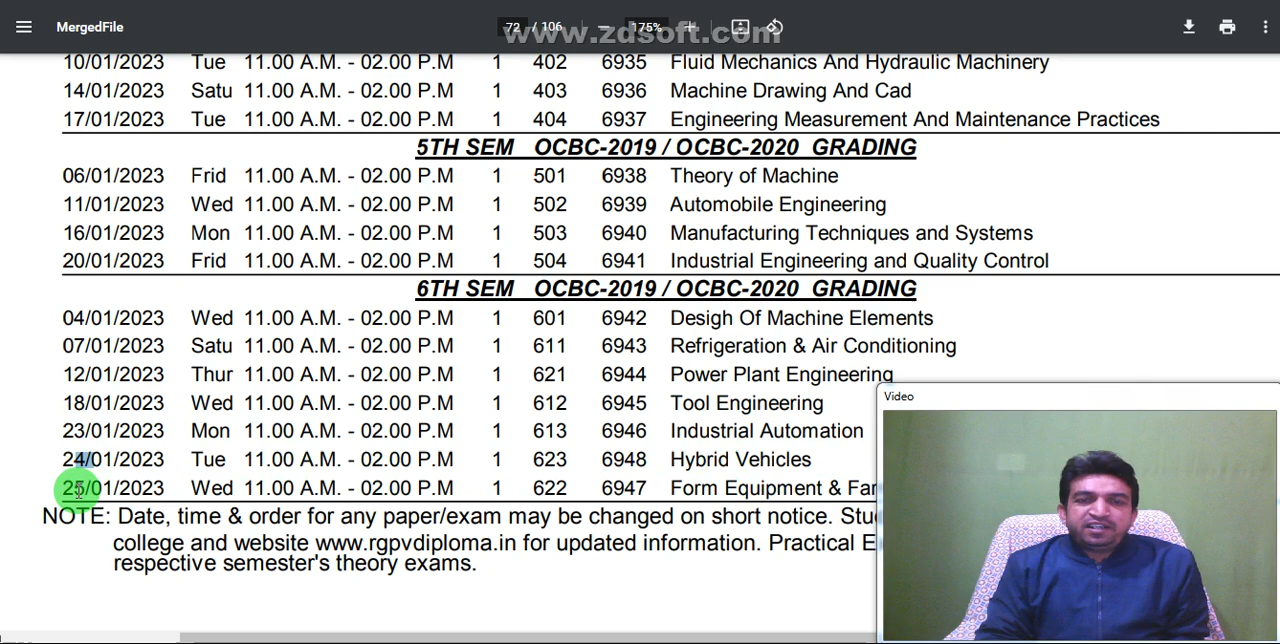 MergedFile
72 / 106
175%
www.zdsoft.com
10/01/2023 Tue 11.00 A.M. - 02.00 P.M 1 402 6935 Fluid Mechanics And Hydraulic Machinery
14/01/2023 Satu 11.00 A.M. - 02.00 P.M 1 403 6936 Machine Drawing And Cad
17/01/2023 Tue 11.00 A.M. - 02.00 P.M 1 404 6937 Engineering Measurement And Maintenance Practices
5TH SEM OCBC-2019 / OCBC-2020 GRADING
06/01/2023 Frid 11.00 A.M. - 02.00 P.M 1 501 6938 Theory of Machine
11/01/2023 Wed 11.00 A.M. - 02.00 P.M 1 502 6939 Automobile Engineering
16/01/2023 Mon 11.00 A.M. - 02.00 P.M 1 503 6940 Manufacturing Techniques and Systems
20/01/2023 Frid 11.00 A.M. - 02.00 P.M 1 504 6941 Industrial Engineering and Quality Control
6TH SEM OCBC-2019 / OCBC-2020 GRADING
04/01/2023 Wed 11.00 A.M. - 02.00 P.M 1 601 6942 Desigh Of Machine Elements
07/01/2023 Satu 11.00 A.M. - 02.00 P.M 1 611 6943 Refrigeration & Air Conditioning
12/01/2023 Thur 11.00 A.M. - 02.00 P.M 1 621 6944 Power Plant Engineering
18/01/2023 Wed 11.00 A.M. - 02.00 P.M 1 612 6945 Tool Engineering
23/01/2023 Mon 11.00 A.M. - 02.00 P.M 1 613 6946 Industrial Automation
24/01/2023 Tue 11.00 A.M. - 02.00 P.M 1 623 6948 Hybrid Vehicles
25/01/2023 Wed 11.00 A.M. - 02.00 P.M 1 622 6947 Form Equipment &
NOTE: Date, time & order for any paper/exam may be changed on short notice.
college and website www.rgpvdiploma.in for updated information. Practical
respective semester's theory exams.
Video